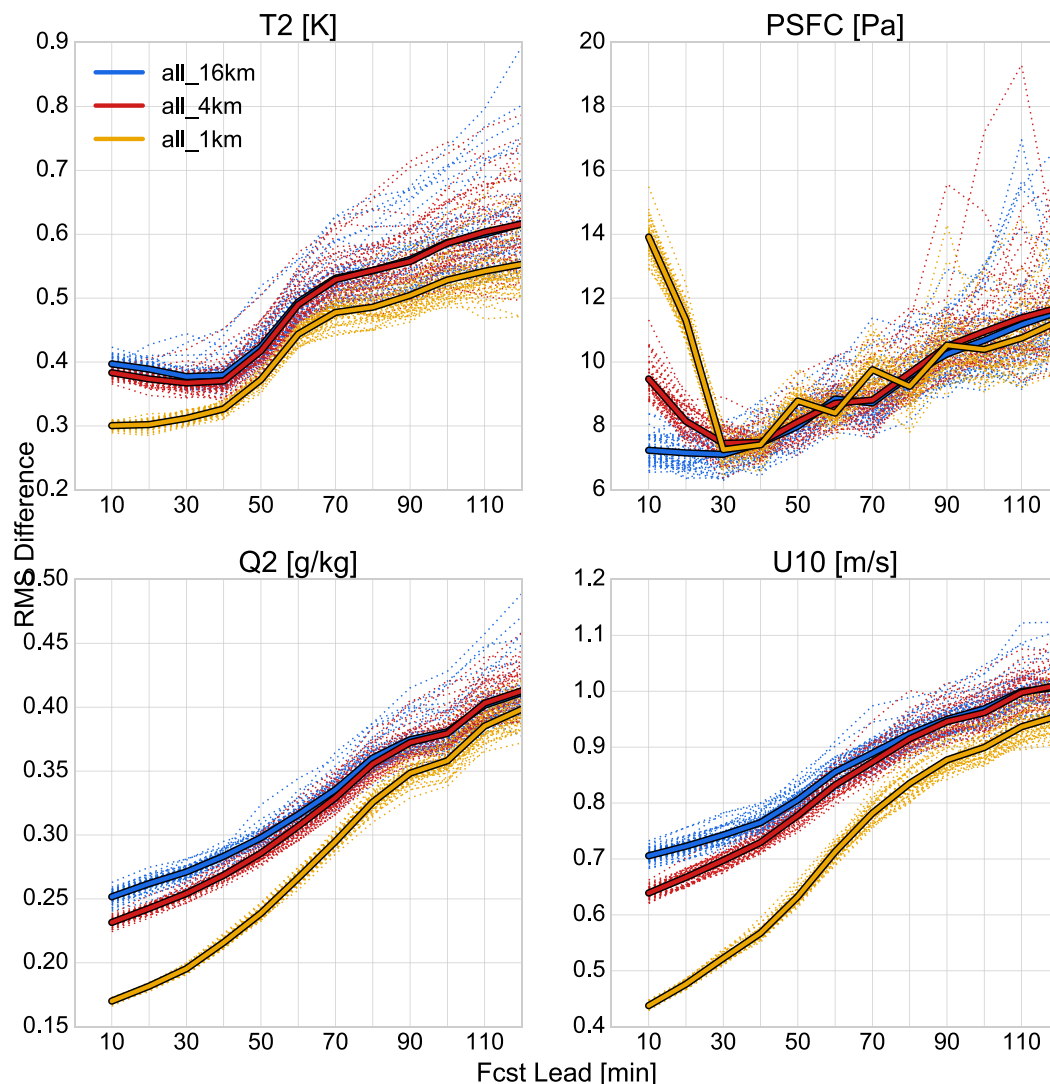 T2 [K]
PSFC [Pa]
0.9
0.8
0.7
0.6
0.5
0.4
0.3
0.2
all_16km
all_4km
all_1km
20
18
16
14
12
10
8
6
10 30 50 70 90 110
10 30 50 70 90 110
RMS Difference
Q2 [g/kg]
U10 [m/s]
0.50
0.45
0.40
0.35
0.30
0.25
0.20
0.15
1.2
1.1
1.0
0.9
0.8
0.7
0.6
0.5
0.4
10 30 50 70 90 110
10 30 50 70 90 110
Fcst Lead [min]